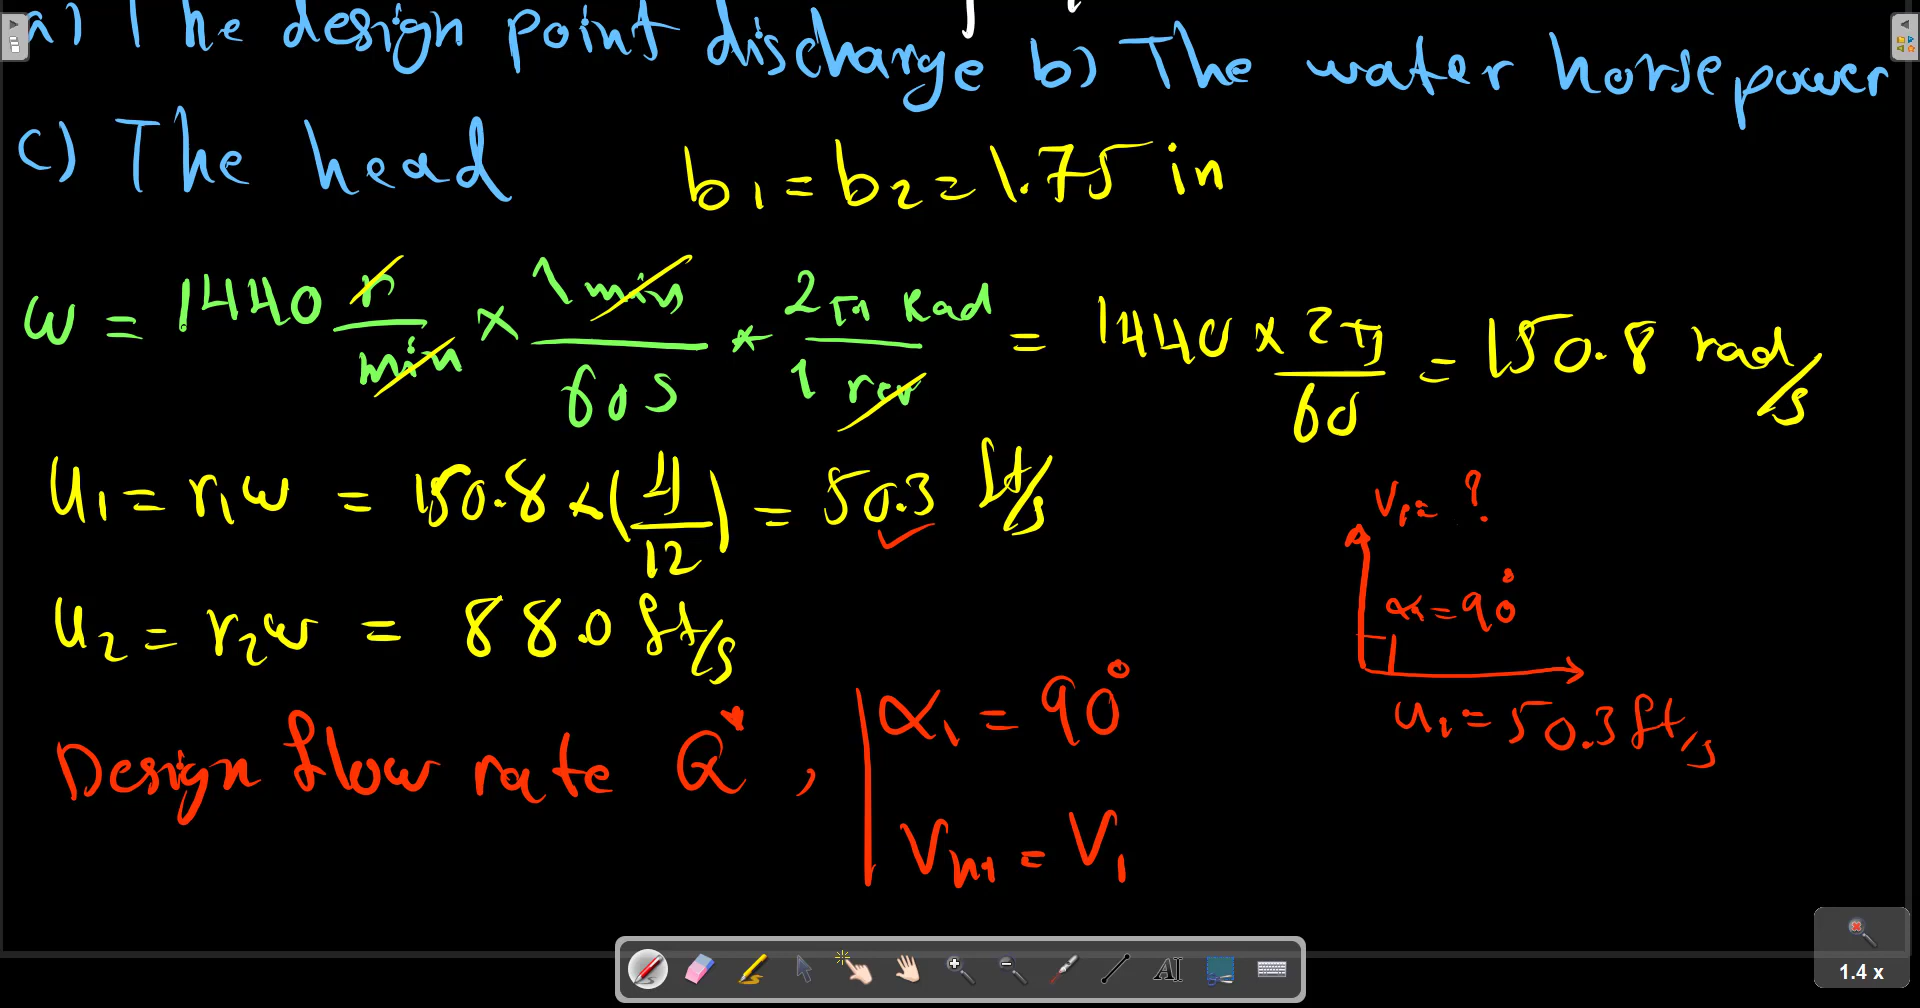 a) The design point discharge b) The water horsepower
c) The head
b1 = b2 = 1.75 in
ω = 1440 r/min × 1 min/60 s * 2π Rad/1 rev = 1440 × 2π/60 = 150.8 rad/s
u1 = r1ω = 150.8 × (4/12) = 50.3 ft/s
V1 = ?
α1 = 90°
u1 = 50.3 ft/s
u2 = r2ω = 88.0 ft/s
Design flow rate Q*, α1 = 90°
Vn1 = V1
1.4 x